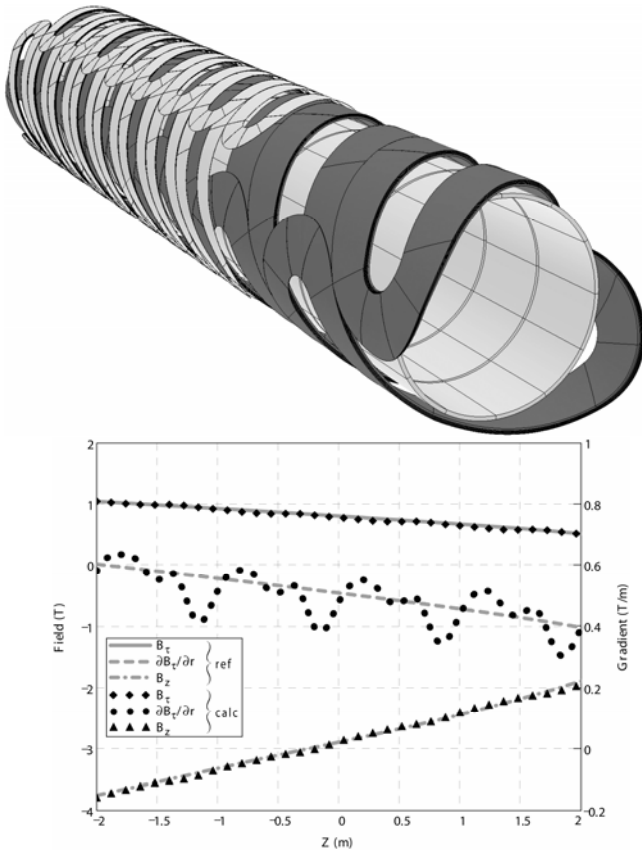 2
1
0
−1
−2
−3
−4
Field (T)
1
0.8
0.6
0.4
0.2
0
−0.2
Gradient (T/m)
Bτ
∂Bτ/∂r
Bz
ref
Bτ
∂Bτ/∂r
Bz
calc
−2
−1.5
−1
−0.5
0
0.5
1
1.5
2
Z (m)